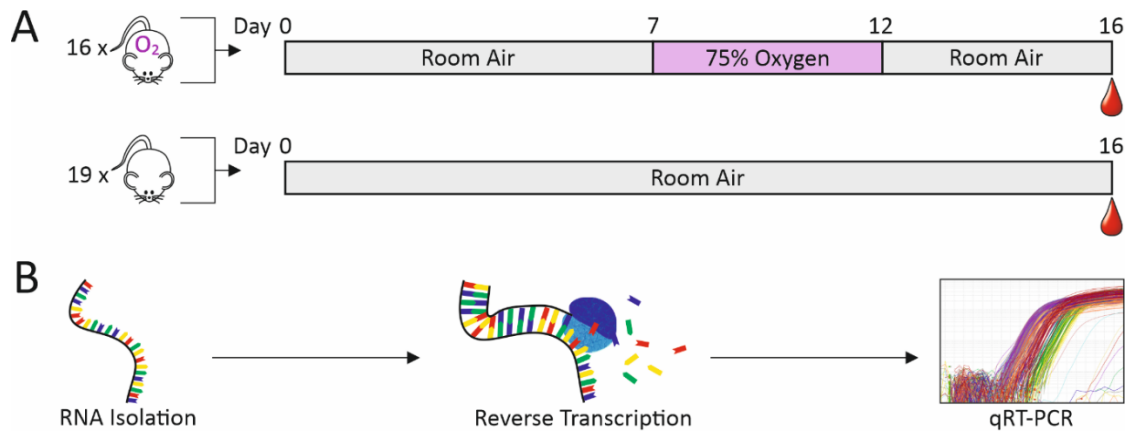 A
16 x
O₂
Day 0 7 12 16
Room Air 75% Oxygen Room Air
19 x
Day 0 16
Room Air
B
RNA Isolation Reverse Transcription qRT-PCR